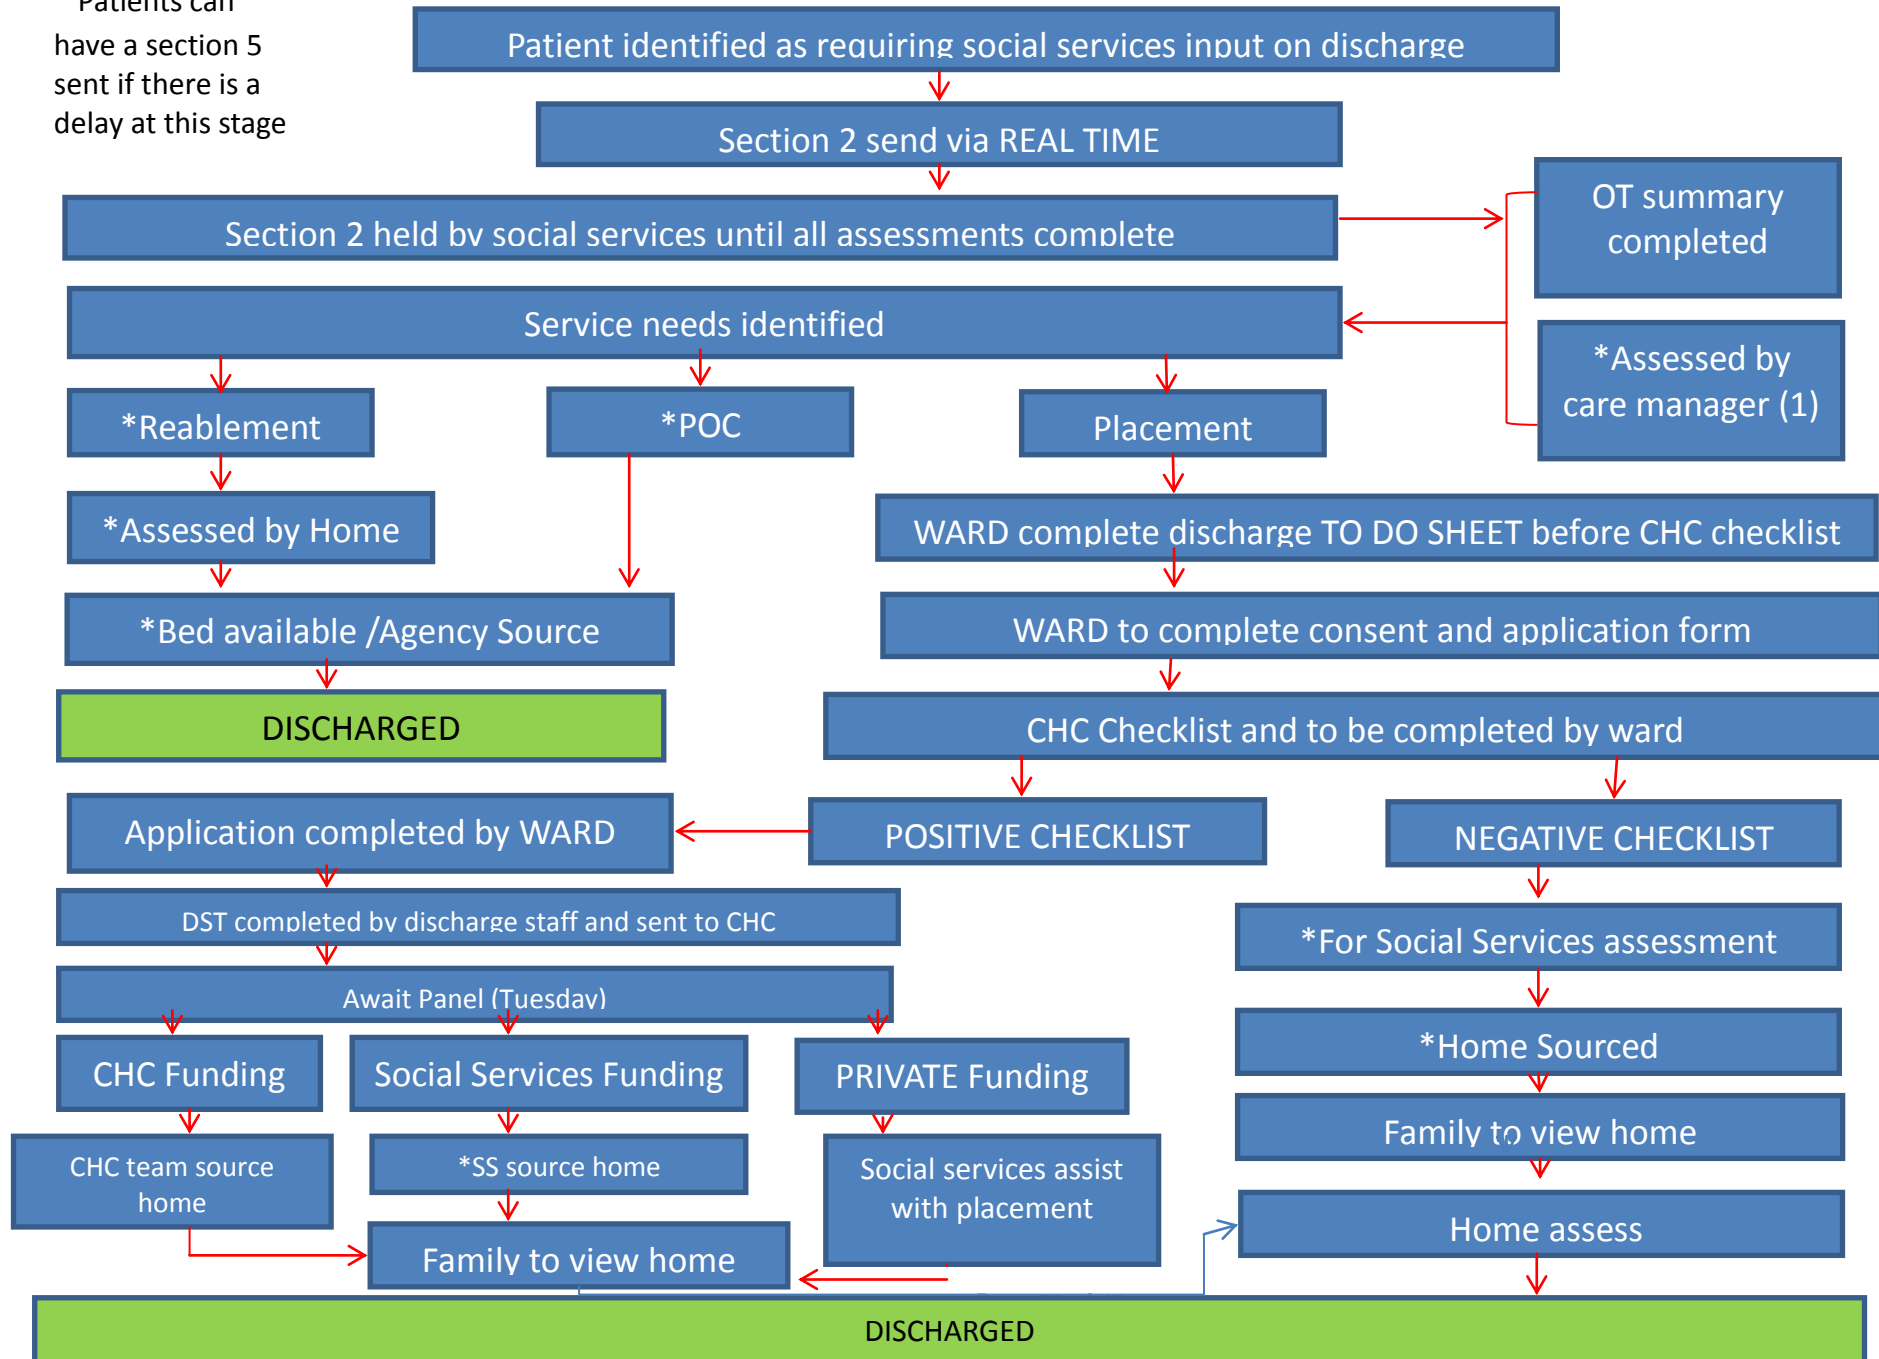 Patients can
have a section 5
sent if there is a
delay at this stage
Patient identified as requiring social services input on discharge
Section 2 send via REAL TIME
Section 2 held by social services until all assessments complete
OT summary
completed
Service needs identified
*Assessed by
care manager (1)
*Reablement
*POC
Placement
*Assessed by Home
WARD complete discharge TO DO SHEET before CHC checklist
*Bed available /Agency Source
WARD to complete consent and application form
DISCHARGED
CHC Checklist and to be completed by ward
Application completed by WARD
POSITIVE CHECKLIST
NEGATIVE CHECKLIST
DST completed by discharge staff and sent to CHC
*For Social Services assessment
Await Panel (Tuesday)
CHC Funding
Social Services Funding
PRIVATE Funding
*Home Sourced
CHC team source
home
*SS source home
Social services assist
with placement
Family to view home
Family to view home
Home assess
DISCHARGED